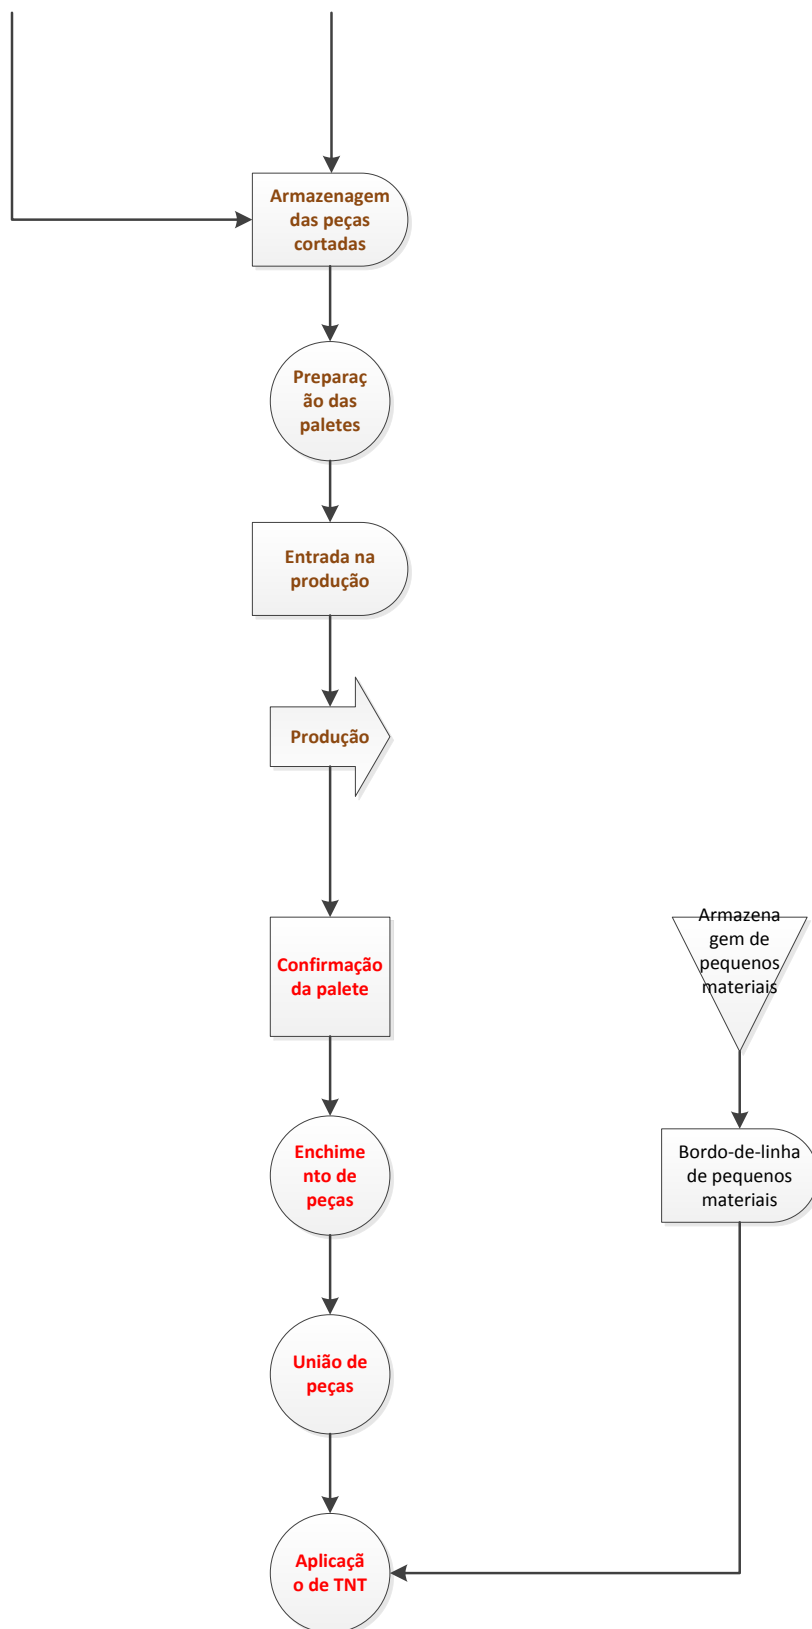 Armazenagem
das peças
cortadas
Preparaç
ão das
paletes
Entrada na
produção
Produção
Confirmação
da palete
Armazena
gem de
pequenos
materiais
Enchime
nto de
peças
Bordo-de-linha
de pequenos
materiais
União de
peças
Aplicaçã
o de TNT